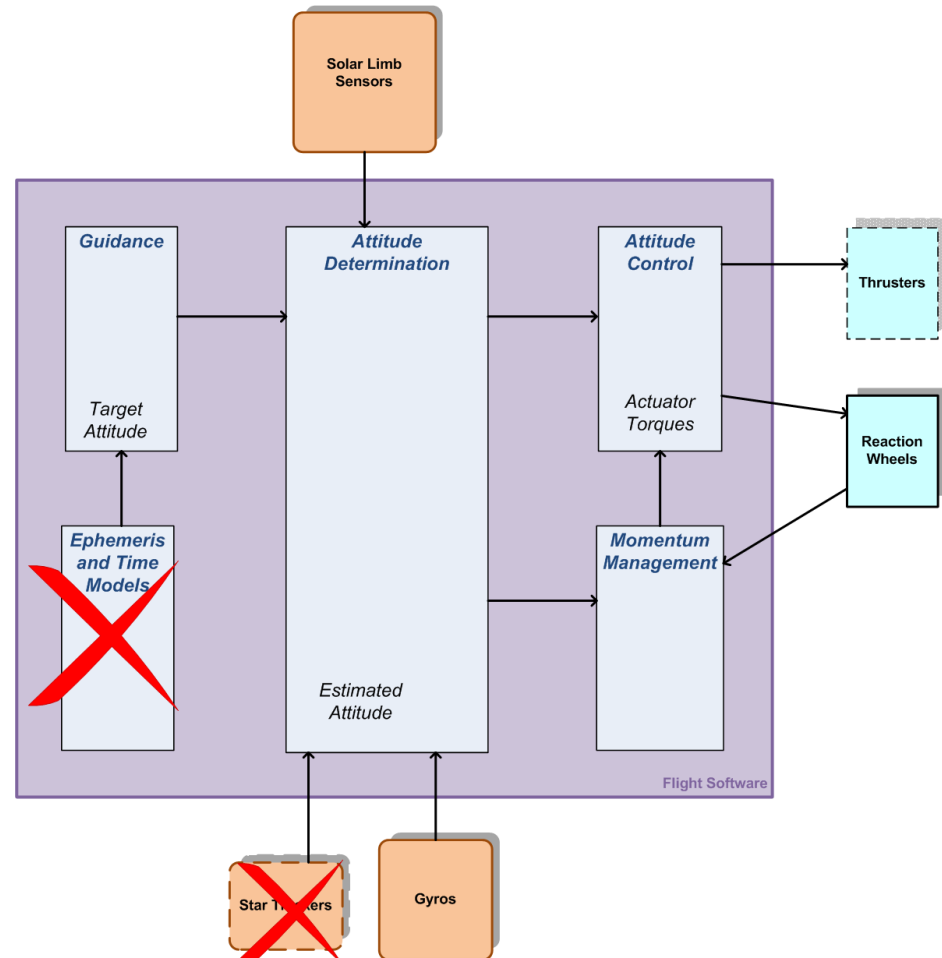 Solar Limb
Sensors
Guidance
Attitude
Determination
Attitude
Control
Thrusters
Target
Attitude
Actuator
Torques
Reaction
Wheels
Ephemeris
and Time
Models
Momentum
Management
Estimated
Attitude
Flight Software
Star
Gyros